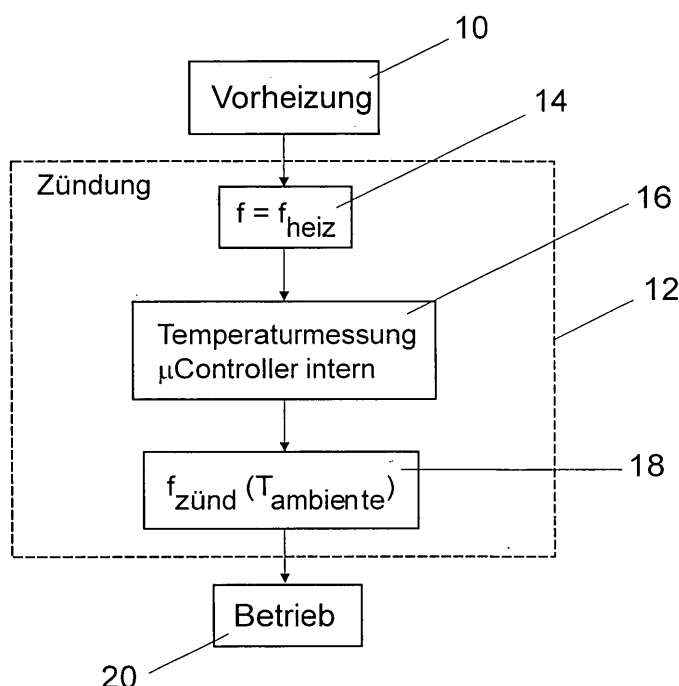 10
Vorheizung
14
Zündung
f = fheiz
16
12
Temperaturmessung
µController intern
18
fzünd (Tambiente)
Betrieb
20